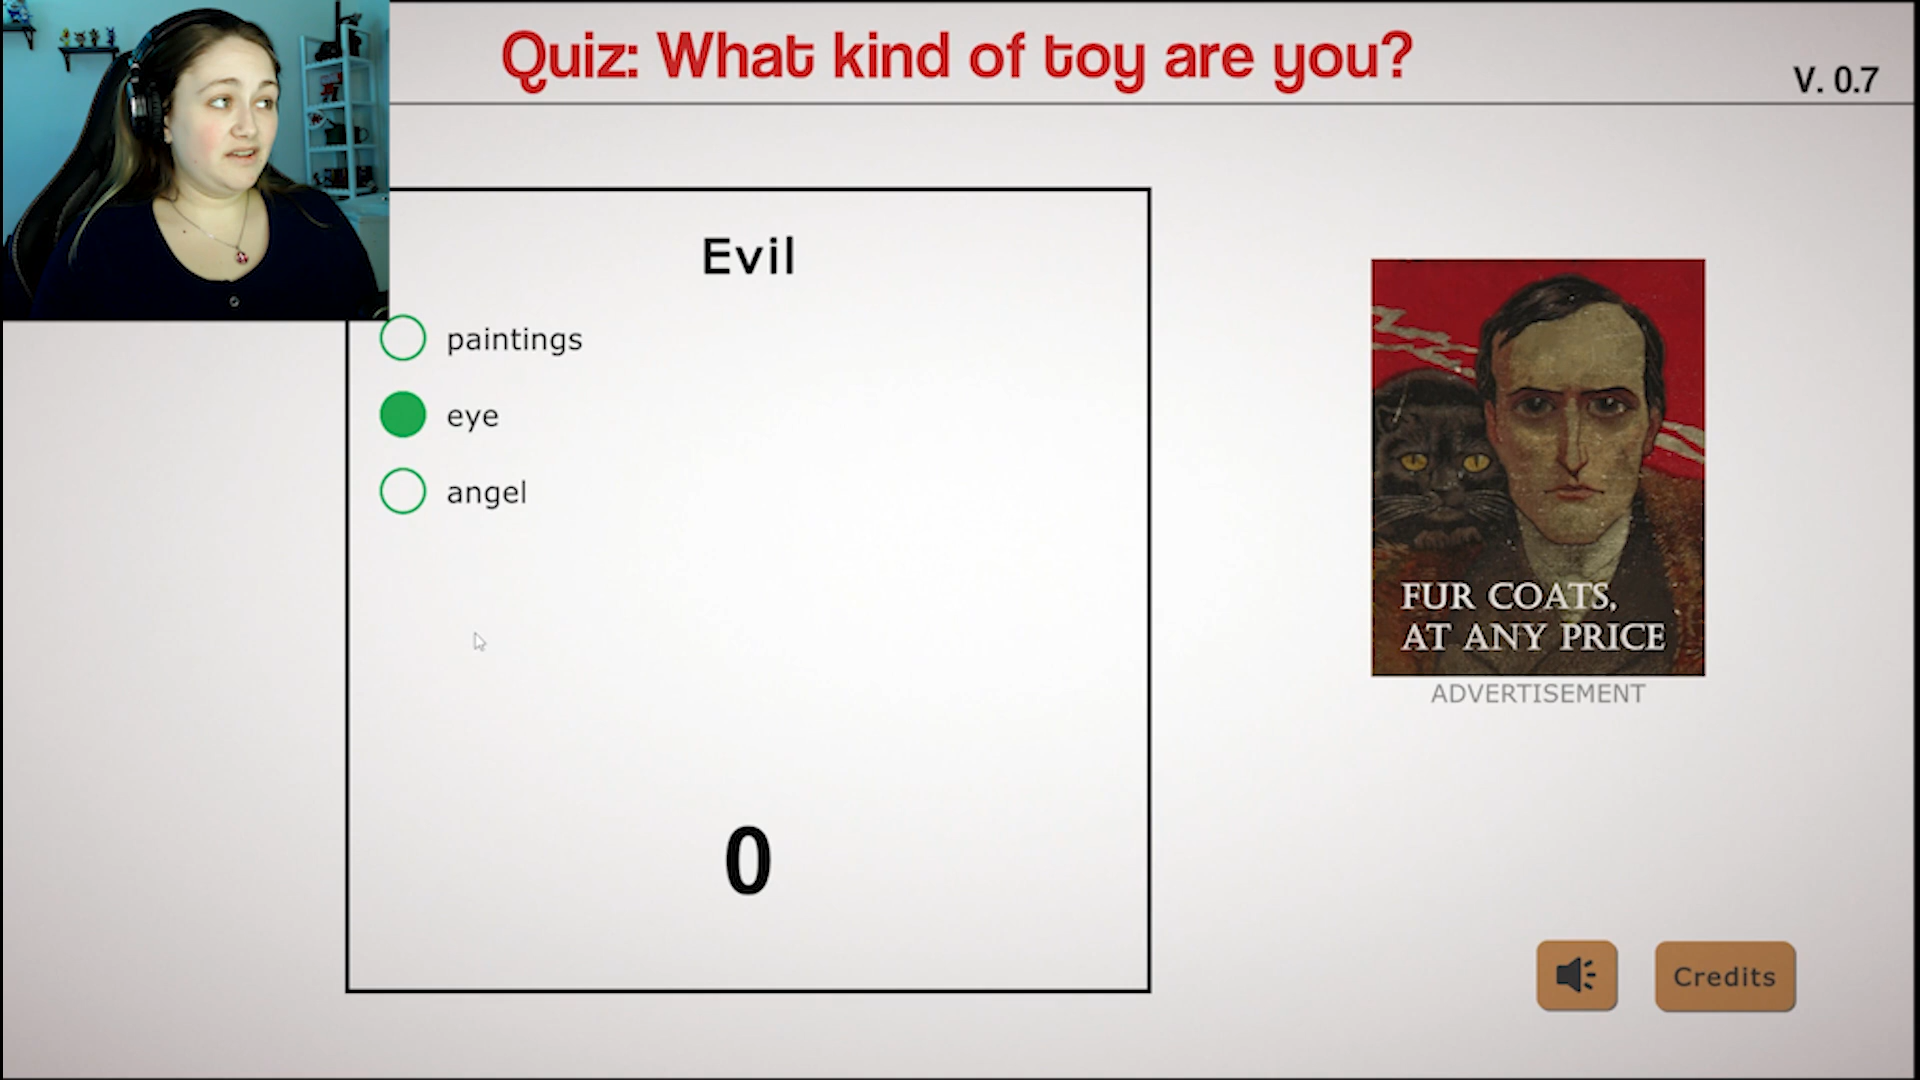 Quiz: What kind of toy are you?
V. 0.7
Evil
paintings
eye
angel
0
FUR COATS,
AT ANY PRICE
ADVERTISEMENT
Credits